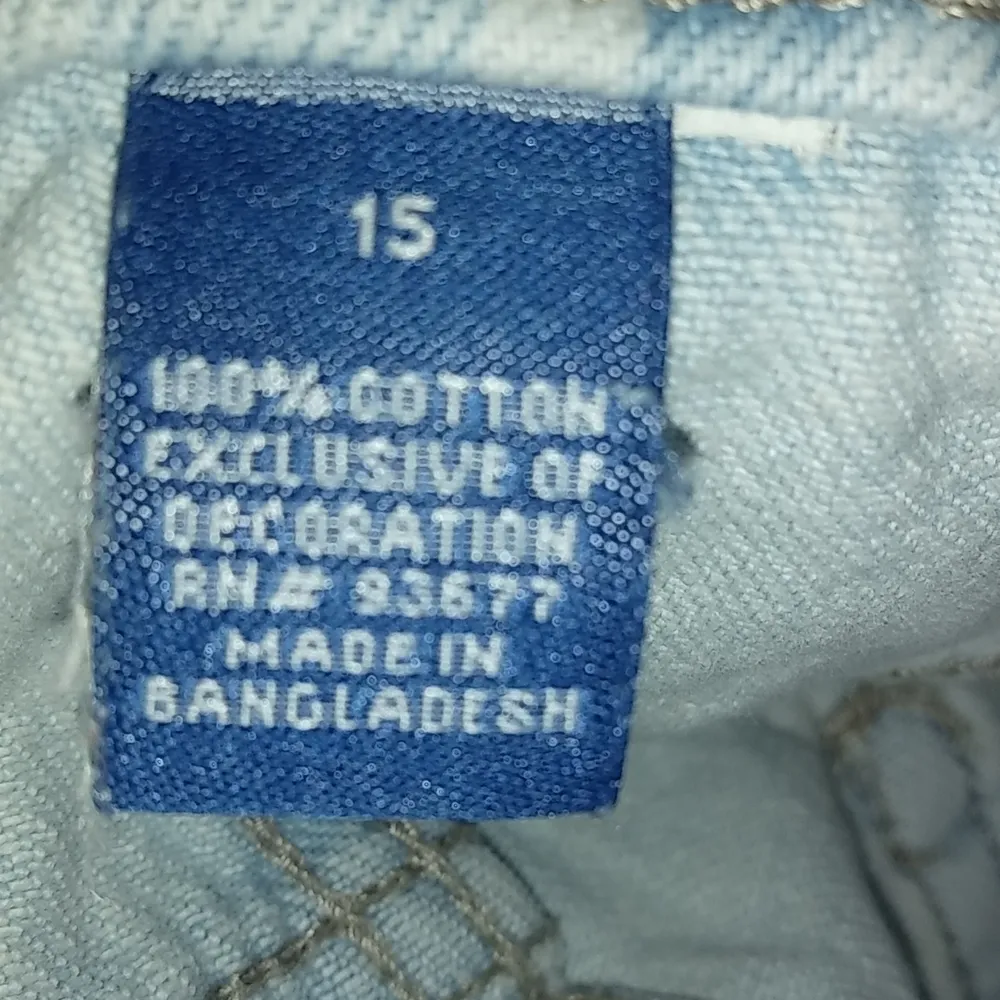 15
100% COTTON
EXCLUSIVE OF
DECORATION
RN# 93677
MADE IN
BANGLADESH